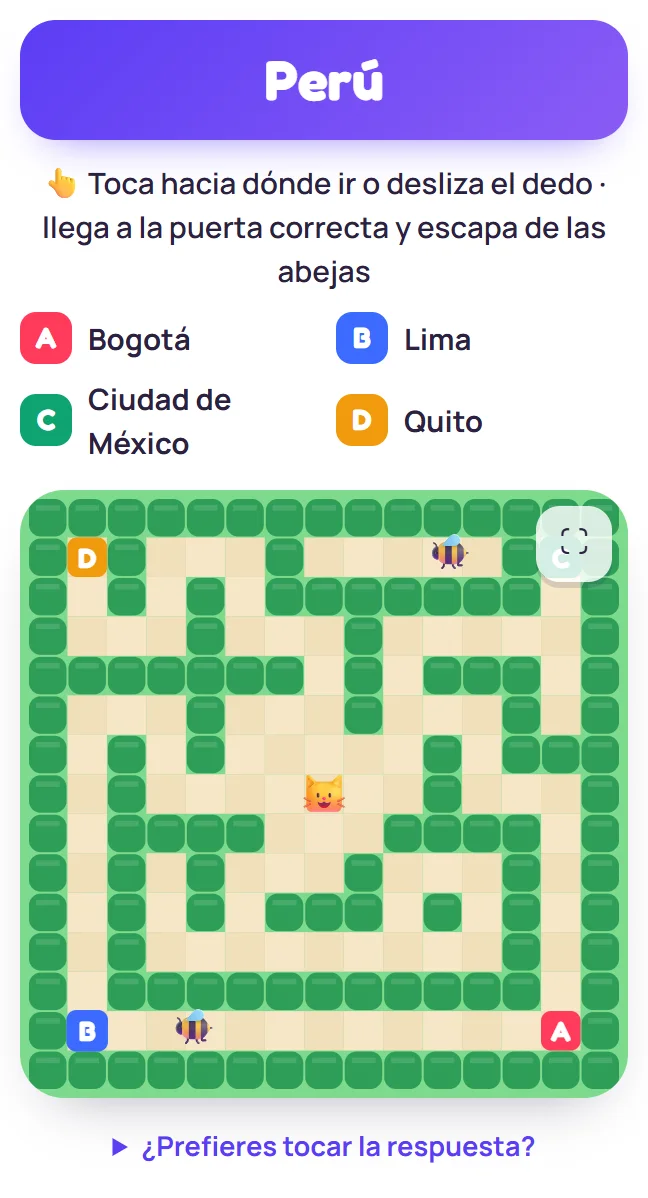 Perú
👆 Toca hacia dónde ir o desliza el dedo ·
llega a la puerta correcta y escapa de las
abejas
A Bogotá
B Lima
C Ciudad de
México
D Quito
D
C
B
A
▶ ¿Prefieres tocar la respuesta?